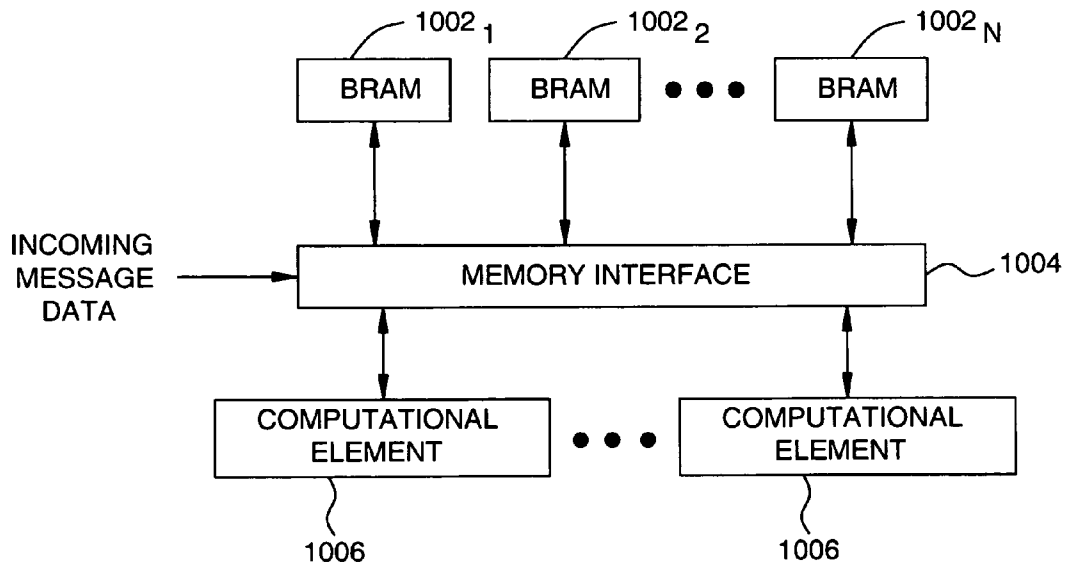 1002 1
1002 2
1002 N
BRAM
BRAM
BRAM
INCOMING
MESSAGE
DATA
MEMORY INTERFACE
1004
COMPUTATIONAL
ELEMENT
COMPUTATIONAL
ELEMENT
1006
1006